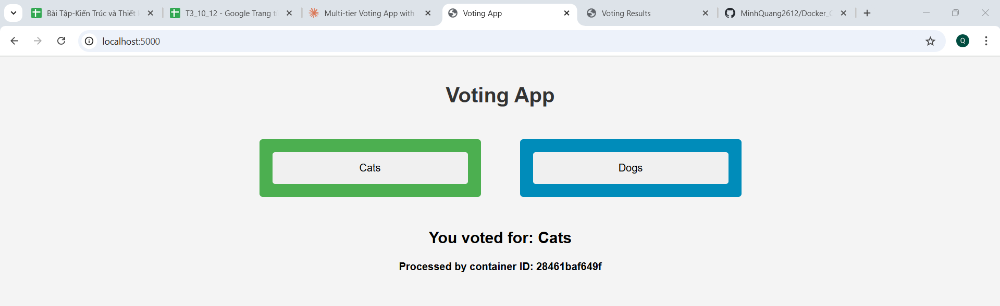 Bài Tập-Kiến Trúc và Thiết
T3_10_12 - Google Trang t
Multi-tier Voting App with
Voting App
Voting Results
MinhQuang2612/Docker_
localhost:5000
Q
Voting App
Cats
Dogs
You voted for: Cats
Processed by container ID: 28461baf649f